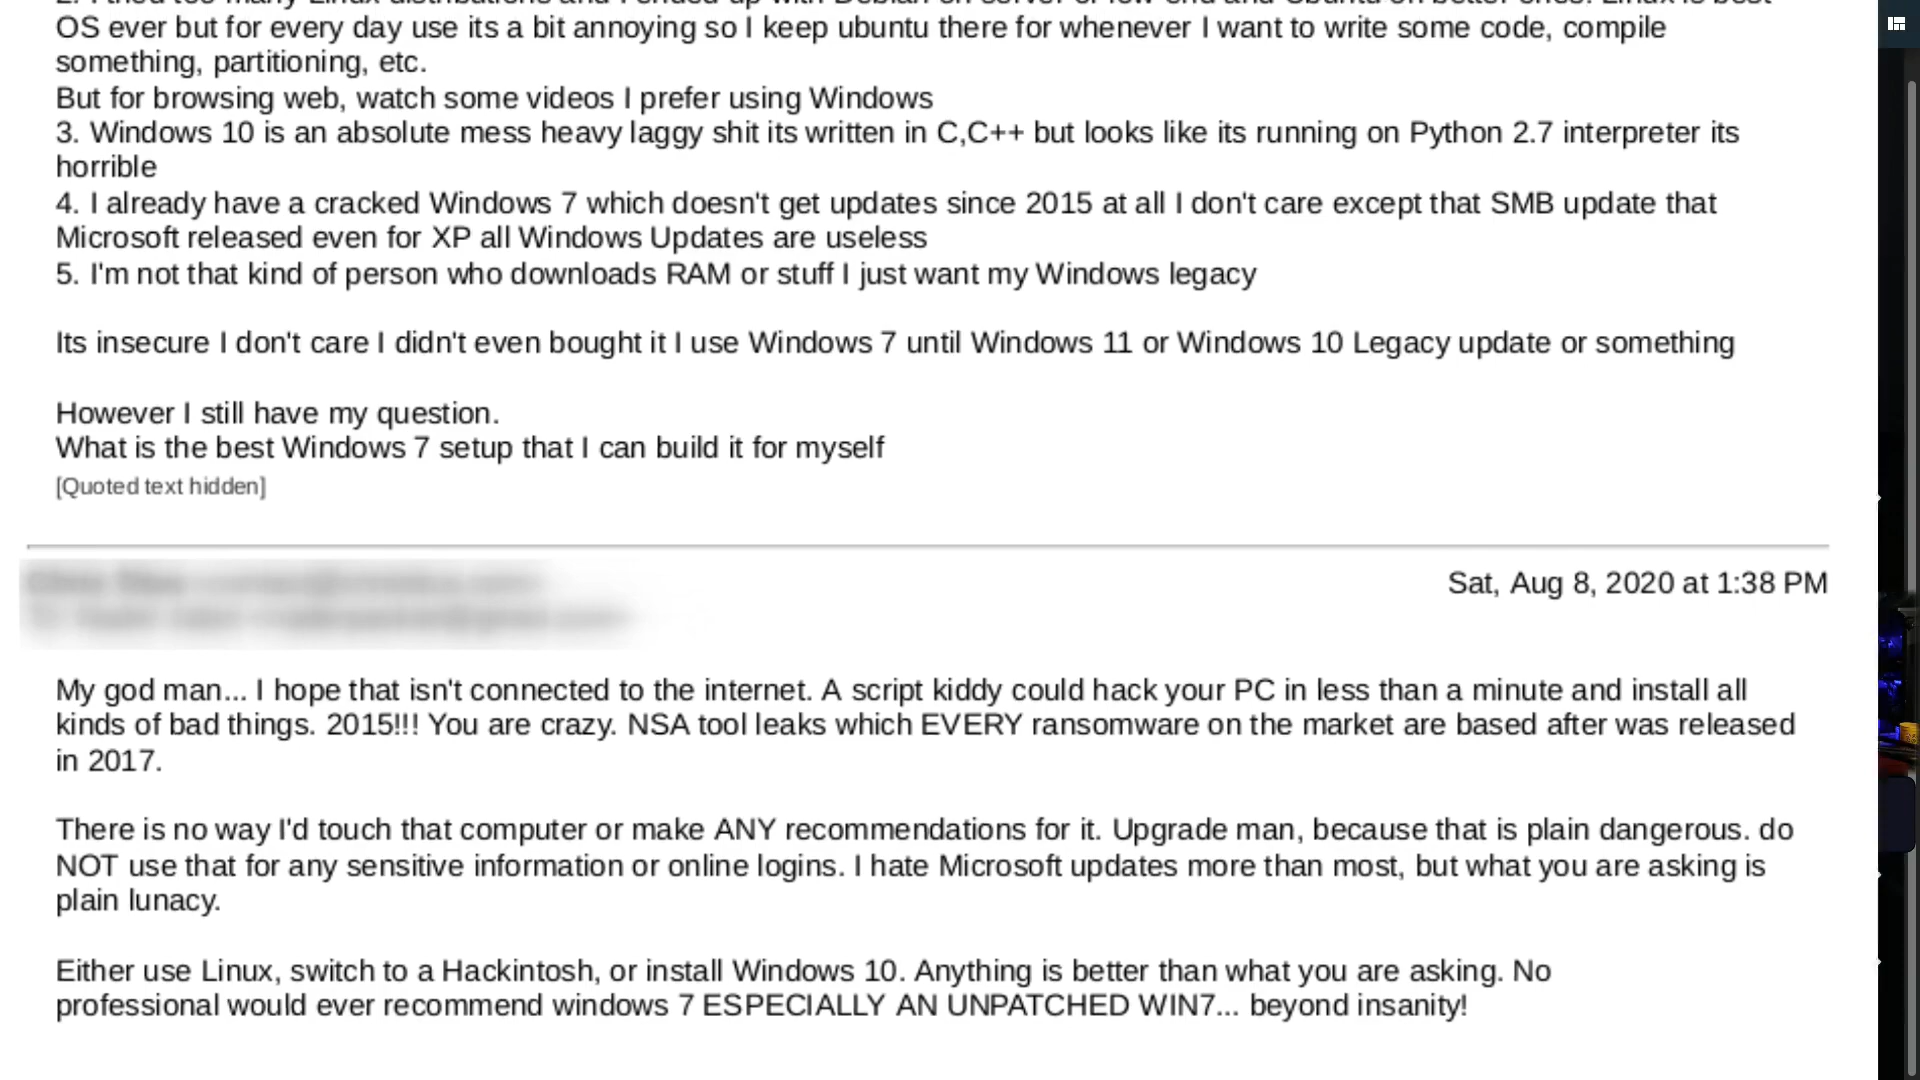 OS ever but for every day use its a bit annoying so I keep ubuntu there for whenever I want to write some code, compile
something, partitioning, etc.
But for browsing web, watch some videos I prefer using Windows
3. Windows 10 is an absolute mess heavy laggy shit its written in C,C++ but looks like its running on Python 2.7 interpreter its
horrible
4. I already have a cracked Windows 7 which doesn't get updates since 2015 at all I don't care except that SMB update that
Microsoft released even for XP all Windows Updates are useless
5. I'm not that kind of person who downloads RAM or stuff I just want my Windows legacy
Its insecure I don't care I didn't even bought it I use Windows 7 until Windows 11 or Windows 10 Legacy update or something
However I still have my question.
What is the best Windows 7 setup that I can build it for myself
[Quoted text hidden]
Sat, Aug 8, 2020 at 1:38 PM
My god man... I hope that isn't connected to the internet. A script kiddy could hack your PC in less than a minute and install all
kinds of bad things. 2015!!! You are crazy. NSA tool leaks which EVERY ransomware on the market are based after was released
in 2017.
There is no way I'd touch that computer or make ANY recommendations for it. Upgrade man, because that is plain dangerous. do
NOT use that for any sensitive information or online logins. I hate Microsoft updates more than most, but what you are asking is
plain lunacy.
Either use Linux, switch to a Hackintosh, or install Windows 10. Anything is better than what you are asking. No
professional would ever recommend windows 7 ESPECIALLY AN UNPATCHED WIN7... beyond insanity!